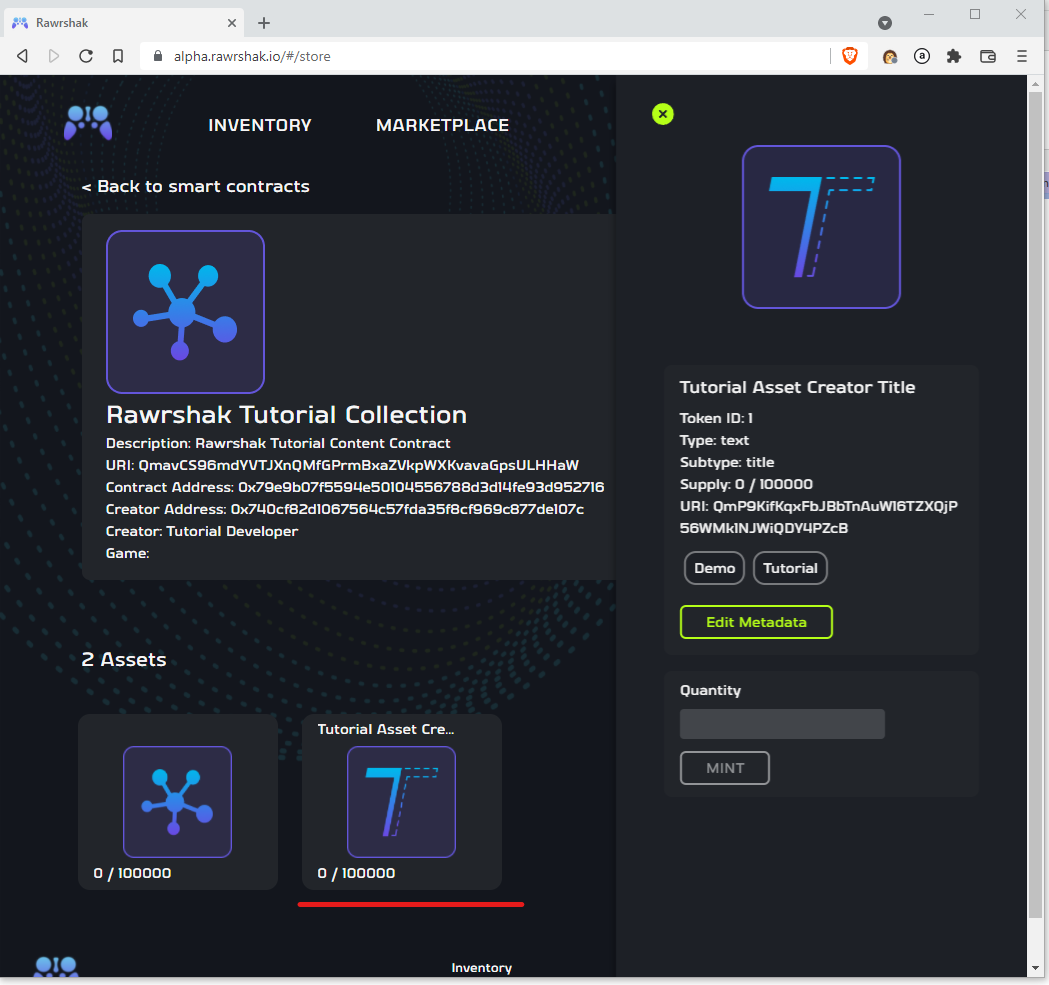 Rawrshak
alpha.rawrshak.io/#/store
INVENTORY
MARKETPLACE
< Back to smart contracts
Rawrshak Tutorial Collection
Description: Rawrshak Tutorial Content Contract
URI: QmavCS96mdYVTJXnQMfGPrmBxaZVkpWXKvavaGpsULHHaW
Contract Address: 0x79e9b07f5594e50104556788d3d14fe93d952716
Creator Address: 0x740cf82d1067564c57fda35f8cf969c877de107c
Creator: Tutorial Developer
Game:
2 Assets
0 / 100000
Tutorial Asset Cre...
0 / 100000
Inventory
Tutorial Asset Creator Title
Token ID: 1
Type: text
Subtype: title
Supply: 0 / 100000
URI: QmP9KifKqxFbJBbTnAuW16TZXQjP
56WMk1NJWiQDY4PZcB
Demo
Tutorial
Edit Metadata
Quantity
MINT